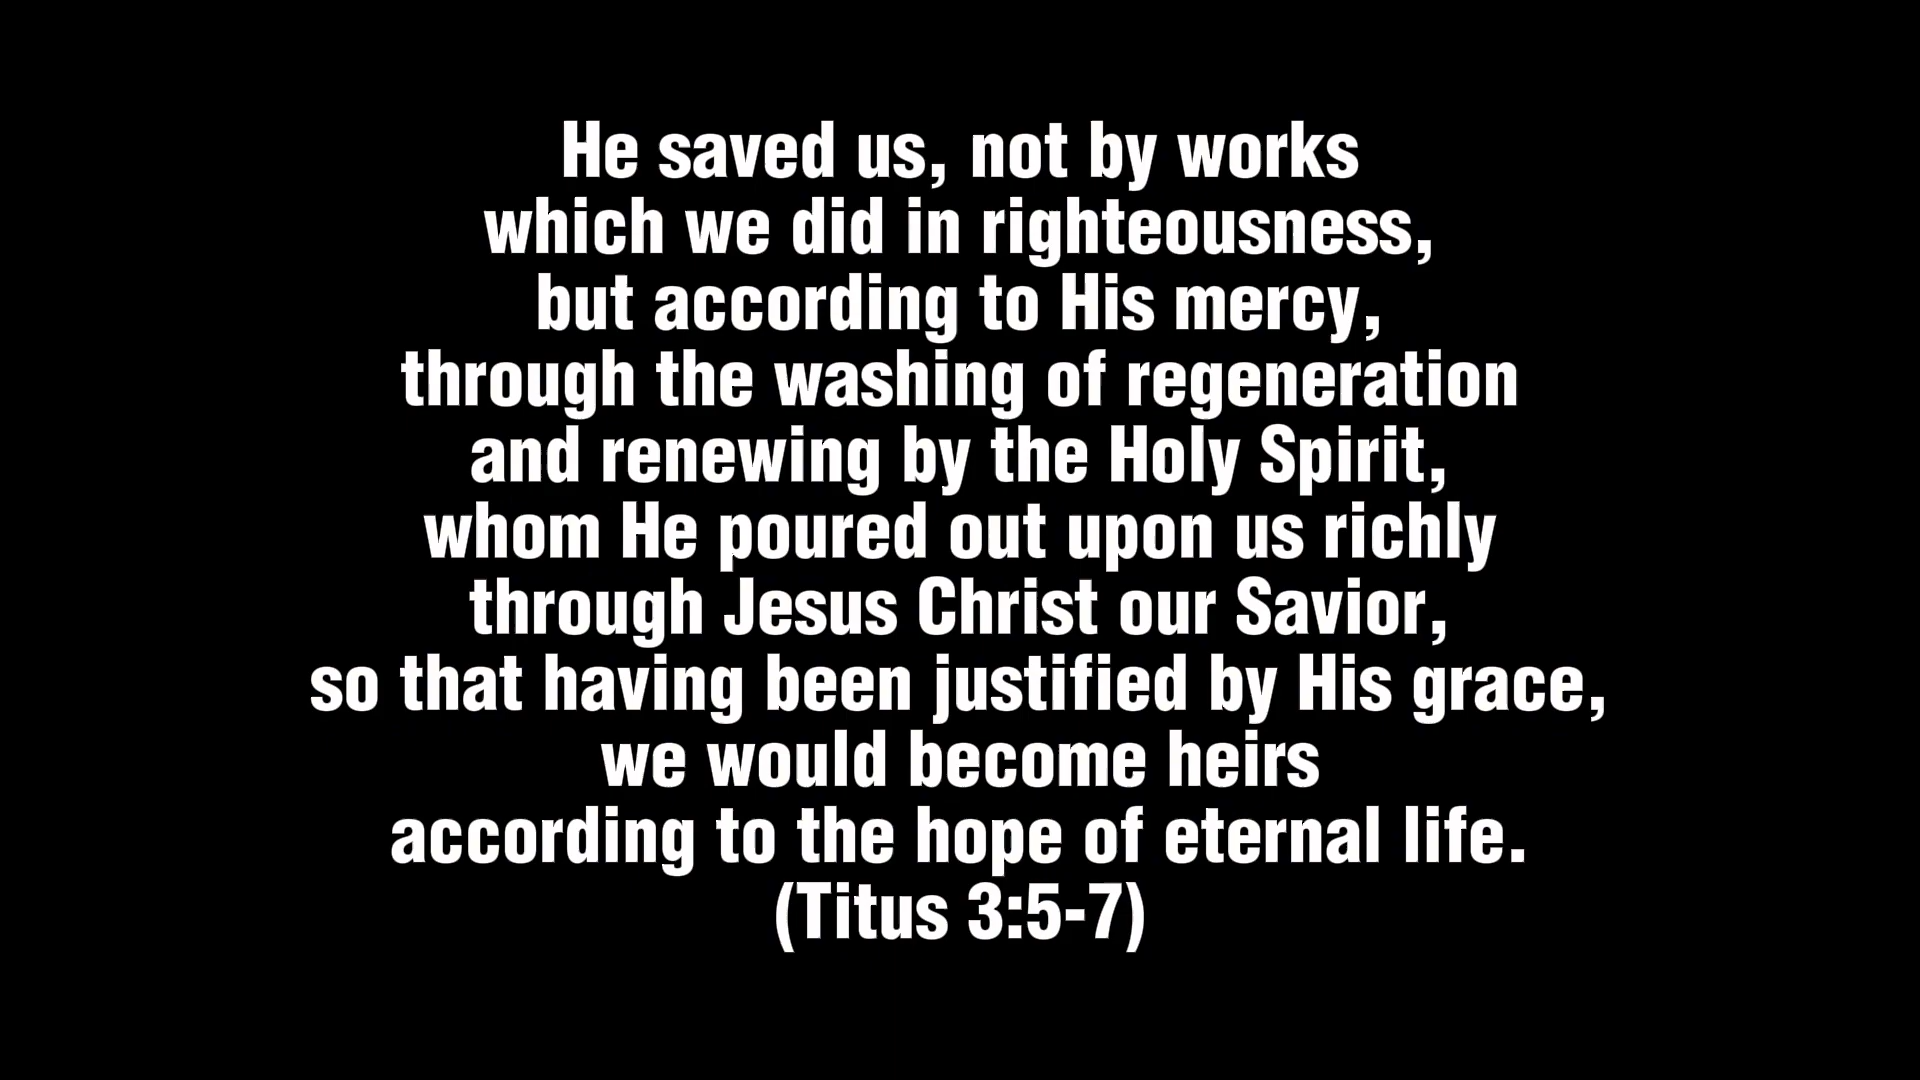 He saved us, not by works
which we did in righteousness,
but according to His mercy,
through the washing of regeneration
and renewing by the Holy Spirit,
whom He poured out upon us richly
through Jesus Christ our Savior,
so that having been justified by His grace,
we would become heirs
according to the hope of eternal life.
(Titus 3:5-7)